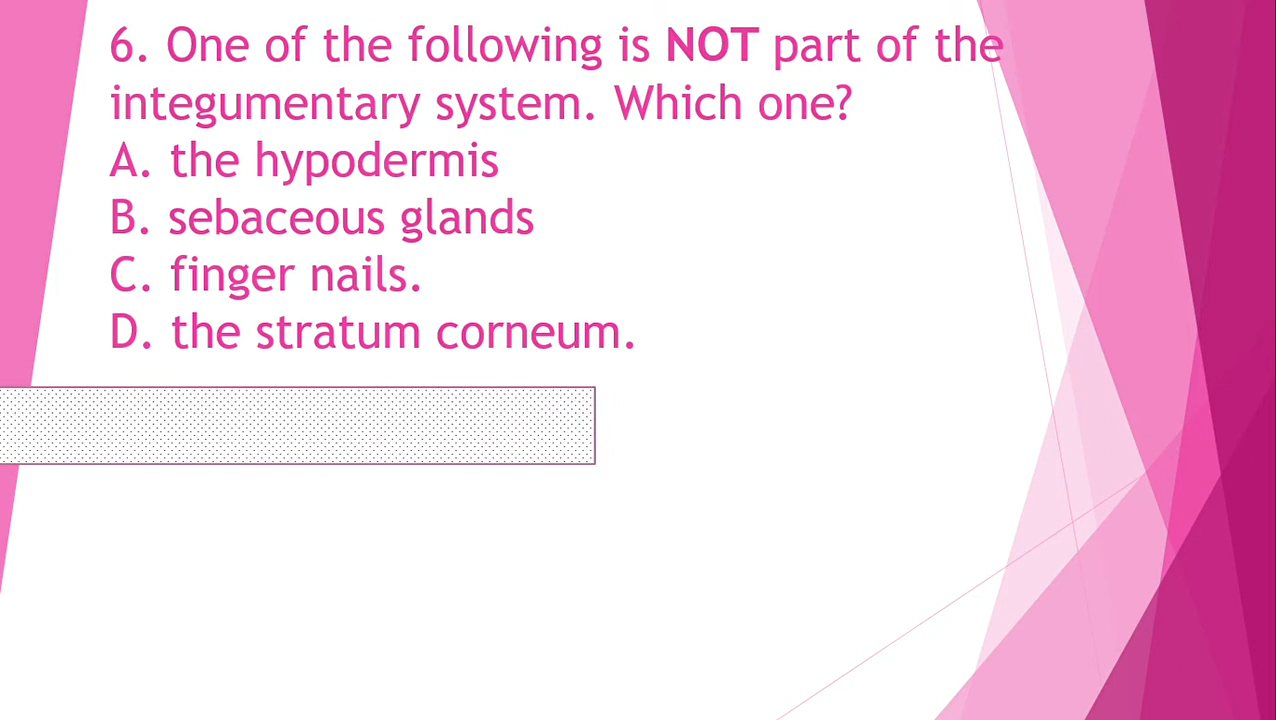 6. One of the following is NOT part of the
integumentary system. Which one?
A. the hypodermis
B. sebaceous glands
C. finger nails.
D. the stratum corneum.